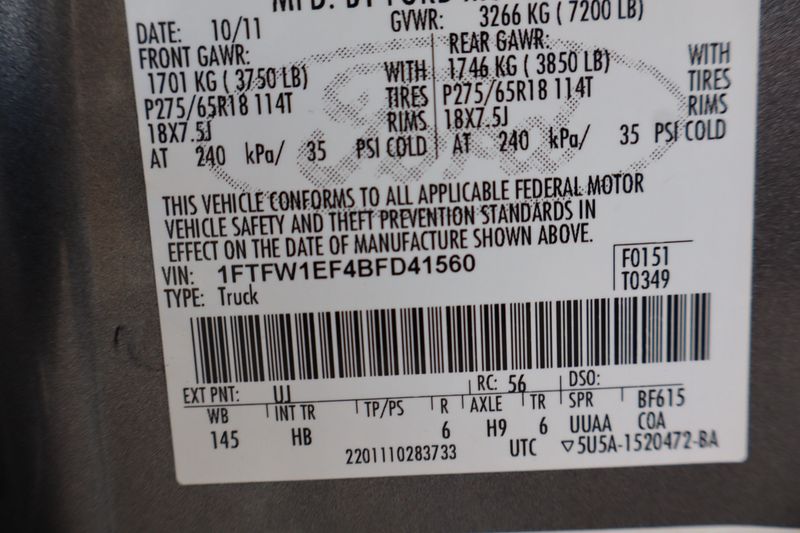 MFD. BY FORD
DATE: 10/11 GVWR: 3266 KG ( 7200 LB)
FRONT GAWR: REAR GAWR:
1701 KG ( 3750 LB) WITH 1746 KG ( 3850 LB) WITH
P275/65R18 114T TIRES P275/65R18 114T TIRES
18X7.5J RIMS 18X7.5J RIMS
AT 240 kPa/ 35 PSI COLD AT 240 kPa/ 35 PSI COLD
Ford
THIS VEHICLE CONFORMS TO ALL APPLICABLE FEDERAL MOTOR
VEHICLE SAFETY AND THEFT PREVENTION STANDARDS IN
EFFECT ON THE DATE OF MANUFACTURE SHOWN ABOVE.
VIN: 1FTFW1EF4BFD41560 F0151
TYPE: Truck T0349
EXT PNT: UJ RC: 56 DSO:
WB INT TR TP/PS R AXLE TR SPR BF615
145 HB 6 H9 6 UUAA COA
2201110283733 UTC ▽5U5A-1520472-BA